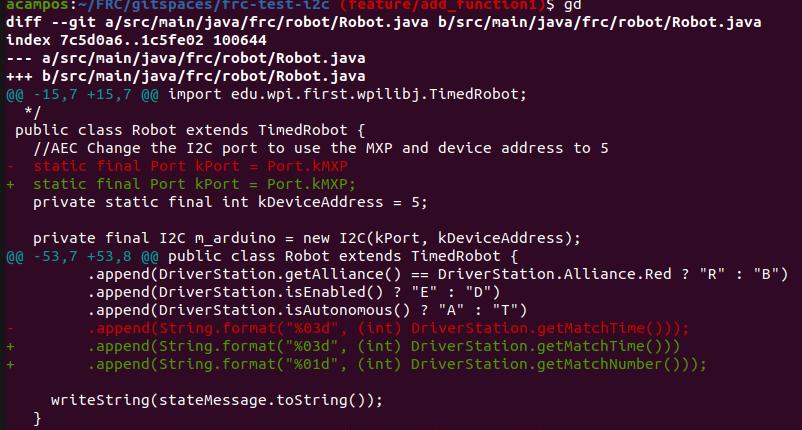 acampos:~/FRC/gitspaces/frc-test-i2c (feature/add_function1)$ gd
diff --git a/src/main/java/frc/robot/Robot.java b/src/main/java/frc/robot/Robot.java
index 7c5d0a6..1c5fe02 100644
--- a/src/main/java/frc/robot/Robot.java
+++ b/src/main/java/frc/robot/Robot.java
@@ -15,7 +15,7 @@ import edu.wpi.first.wpilibj.TimedRobot;
  */
 public class Robot extends TimedRobot {
   //AEC Change the I2C port to use the MXP and device address to 5
-  static final Port kPort = Port.kMXP
+  static final Port kPort = Port.kMXP;
   private static final int kDeviceAddress = 5;

   private final I2C m_arduino = new I2C(kPort, kDeviceAddress);
@@ -53,7 +53,8 @@ public class Robot extends TimedRobot {
         .append(DriverStation.getAlliance() == DriverStation.Alliance.Red ? "R" : "B")
         .append(DriverStation.isEnabled() ? "E" : "D")
         .append(DriverStation.isAutonomous() ? "A" : "T")
-        .append(String.format("%03d", (int) DriverStation.getMatchTime()));
+        .append(String.format("%03d", (int) DriverStation.getMatchTime()))
+        .append(String.format("%01d", (int) DriverStation.getMatchNumber()));

     writeString(stateMessage.toString());
   }